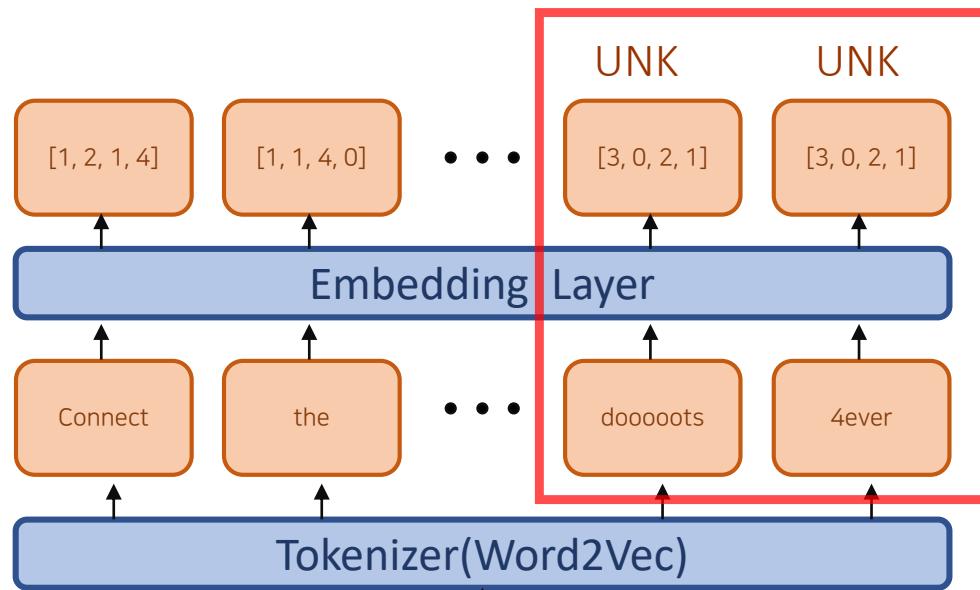 UNK UNK
[1, 2, 1, 4] [1, 1, 4, 0] ••• [3, 0, 2, 1] [3, 0, 2, 1]
Embedding Layer
Connect the ••• dooooots 4ever
Tokenizer(Word2Vec)